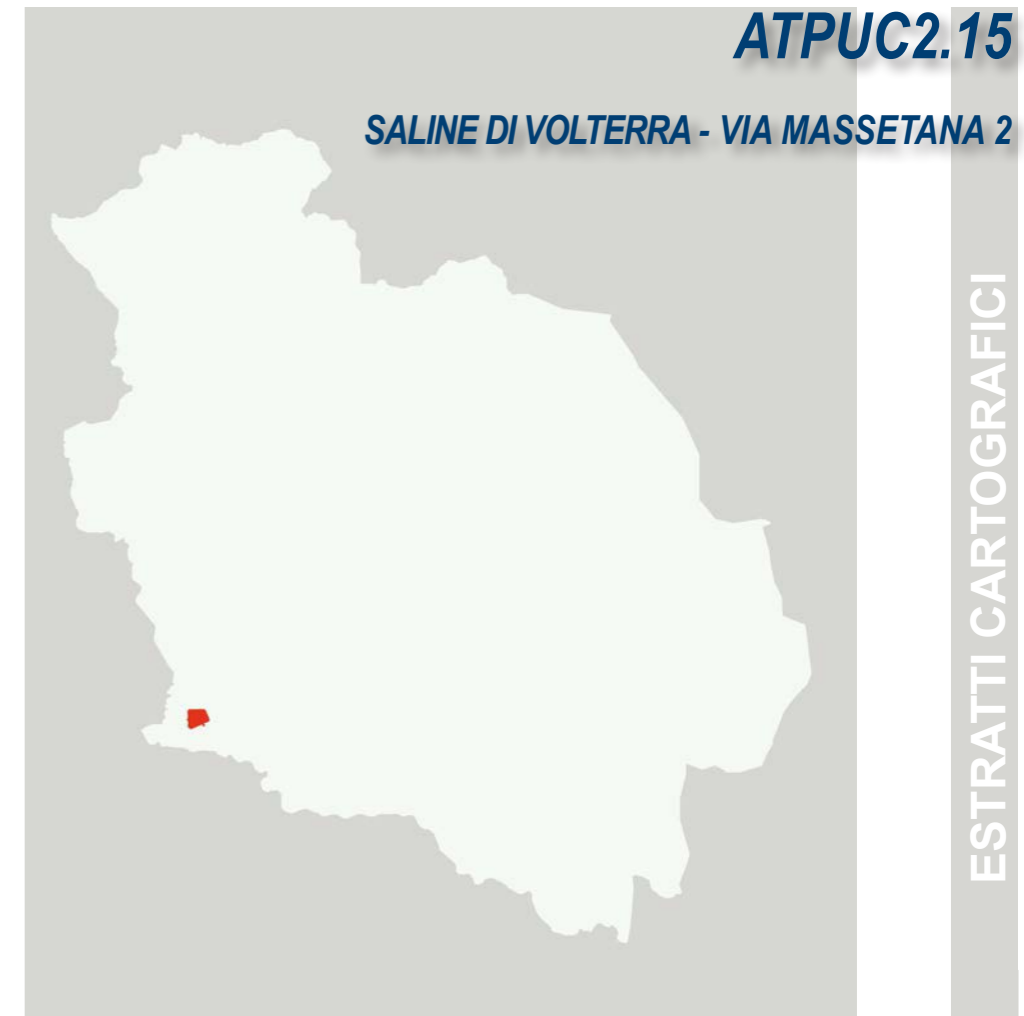 ATPUC2.15
SALINE DI VOLTERRA - VIA MASSETANA 2
ESTRATTI CARTOGRAFICI